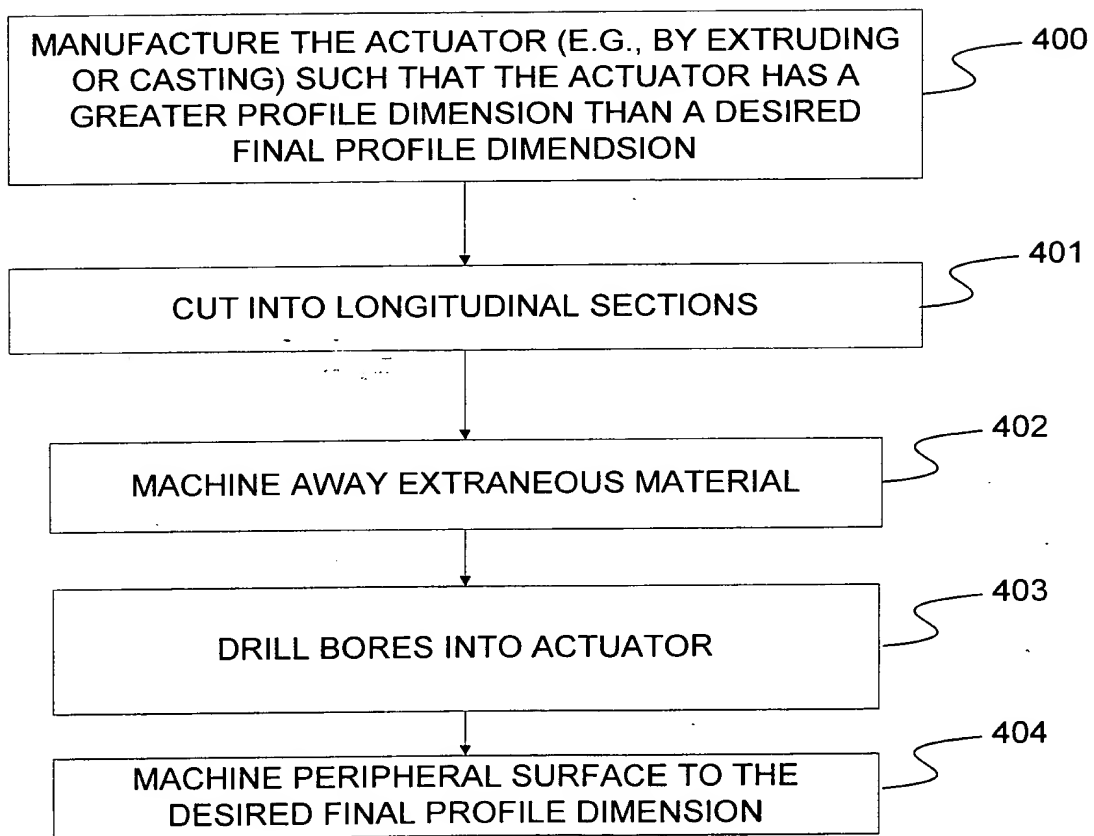 MANUFACTURE THE ACTUATOR (E.G., BY EXTRUDING
OR CASTING) SUCH THAT THE ACTUATOR HAS A
GREATER PROFILE DIMENSION THAN A DESIRED
FINAL PROFILE DIMENDSION
400
401
CUT INTO LONGITUDINAL SECTIONS
402
MACHINE AWAY EXTRANEOUS MATERIAL
403
DRILL BORES INTO ACTUATOR
404
MACHINE PERIPHERAL SURFACE TO THE
DESIRED FINAL PROFILE DIMENSION